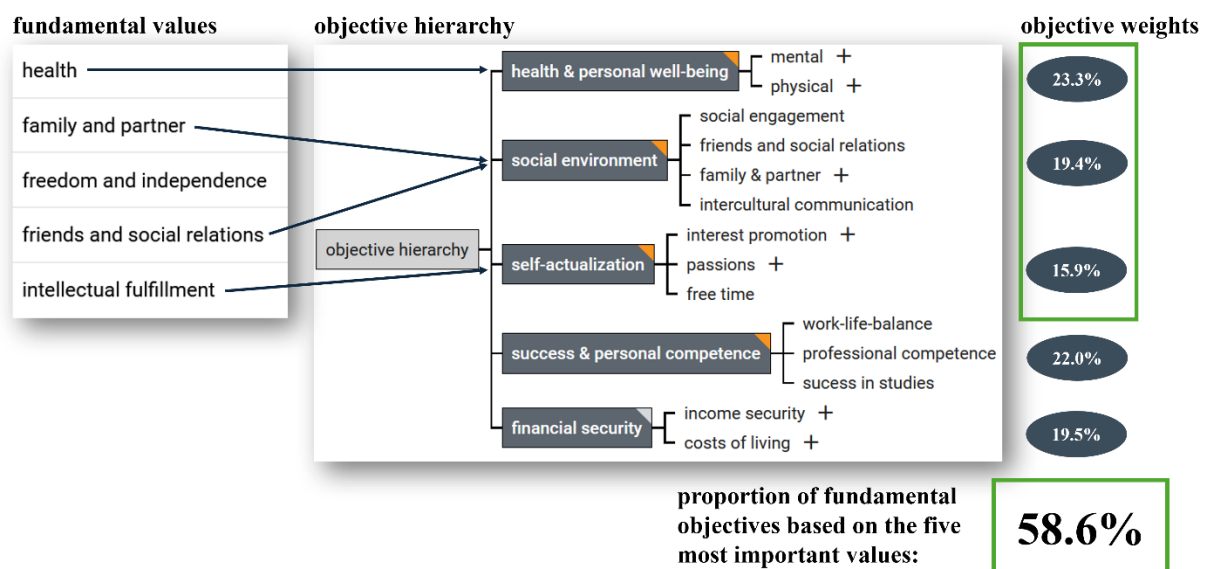 fundamental values
objective hierarchy
objective weights
health
family and partner
freedom and independence
friends and social relations
intellectual fulfillment
objective hierarchy
health & personal well-being
mental +
physical +
23.3%
social environment
social engagement
friends and social relations
family & partner +
intercultural communication
19.4%
self-actualization
interest promotion +
passions +
free time
15.9%
success & personal competence
work-life-balance
professional competence
sucess in studies
22.0%
financial security
income security +
costs of living +
19.5%
proportion of fundamental
objectives based on the five
most important values:
58.6%